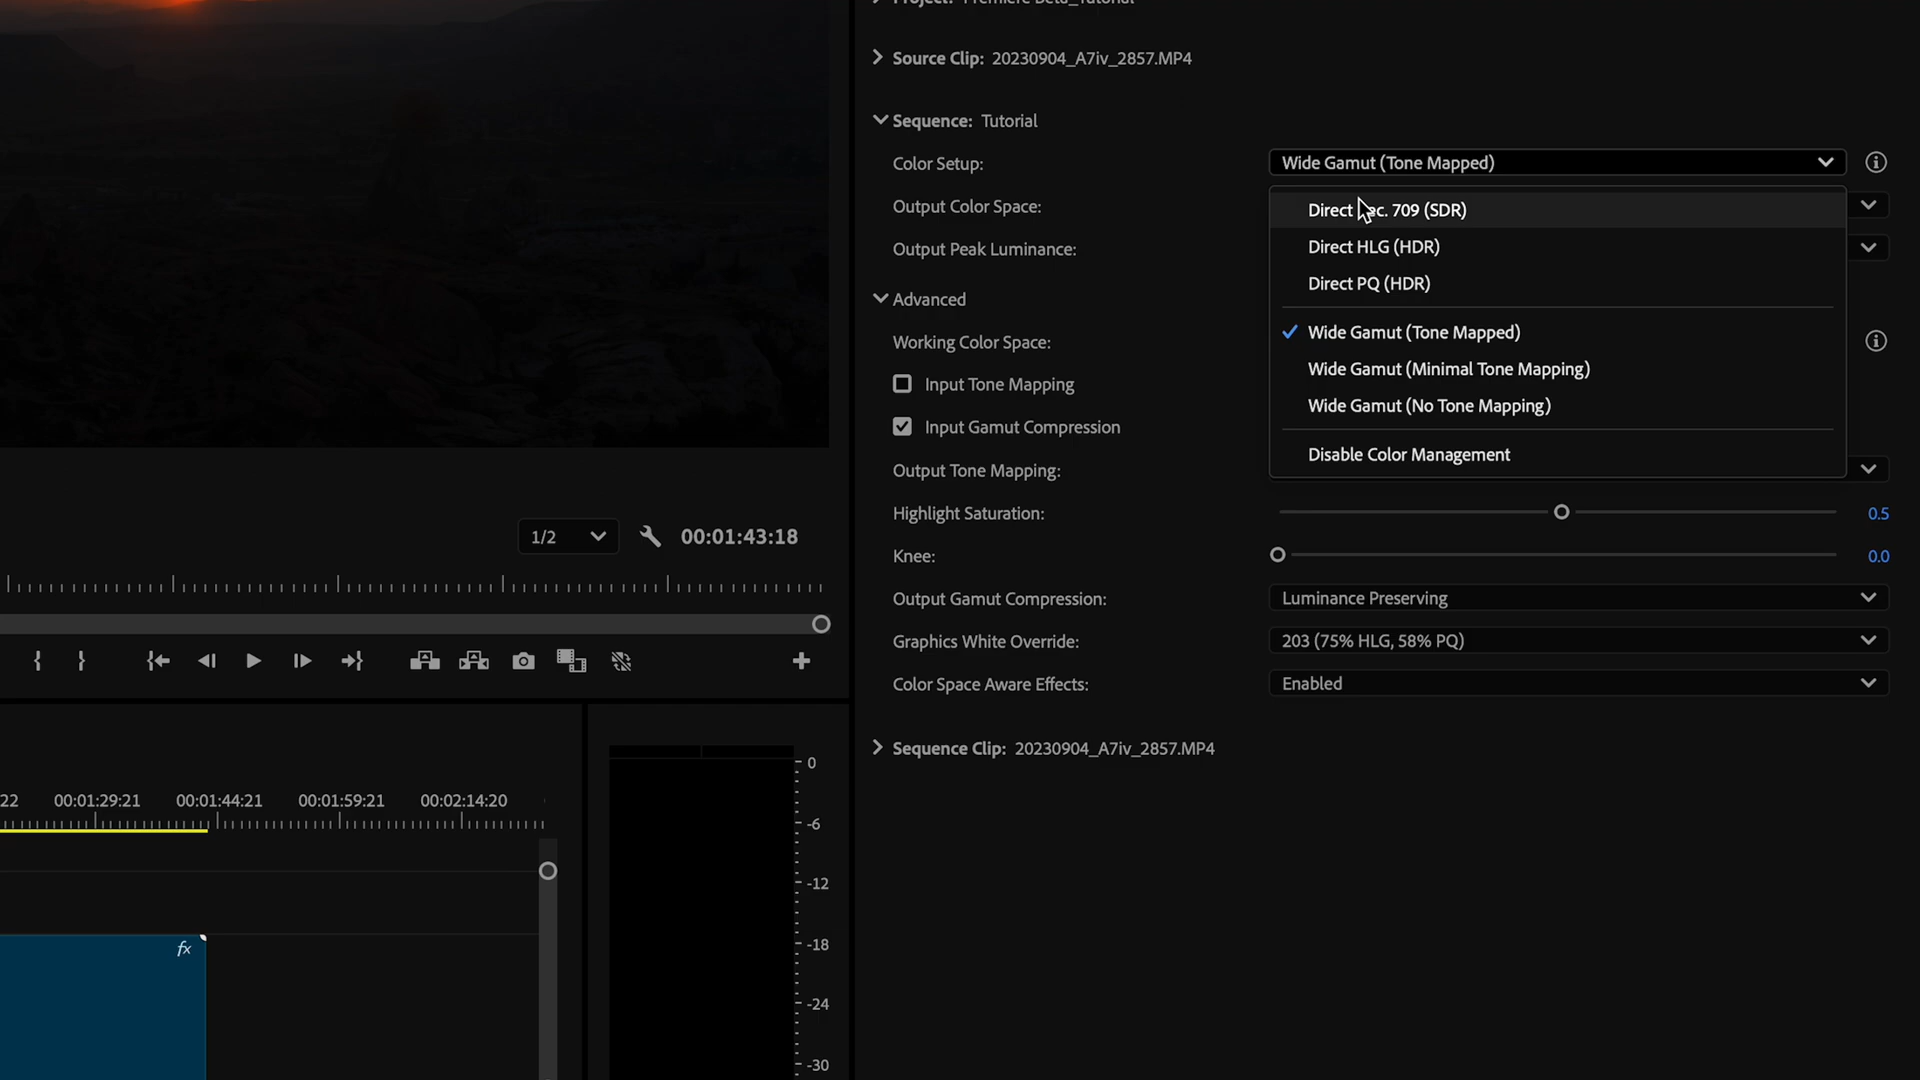 Project: Premiere Beta_Tutorial
Source Clip: 20230904_A7iv_2857.MP4
Sequence: Tutorial
Color Setup:
Wide Gamut (Tone Mapped)
Output Color Space:
Direct Rec. 709 (SDR)
Direct HLG (HDR)
Output Peak Luminance:
Direct PQ (HDR)
Advanced
Wide Gamut (Tone Mapped)
Working Color Space:
Wide Gamut (Minimal Tone Mapping)
Input Tone Mapping
Wide Gamut (No Tone Mapping)
Input Gamut Compression
Disable Color Management
Output Tone Mapping:
Highlight Saturation:
0.5
Knee:
0.0
Output Gamut Compression:
Luminance Preserving
Graphics White Override:
203 (75% HLG, 58% PQ)
Color Space Aware Effects:
Enabled
Sequence Clip: 20230904_A7iv_2857.MP4
1/2
00:01:43:18
22 00:01:29:21 00:01:44:21 00:01:59:21 00:02:14:20
fx
0
-6
-12
-18
-24
-30